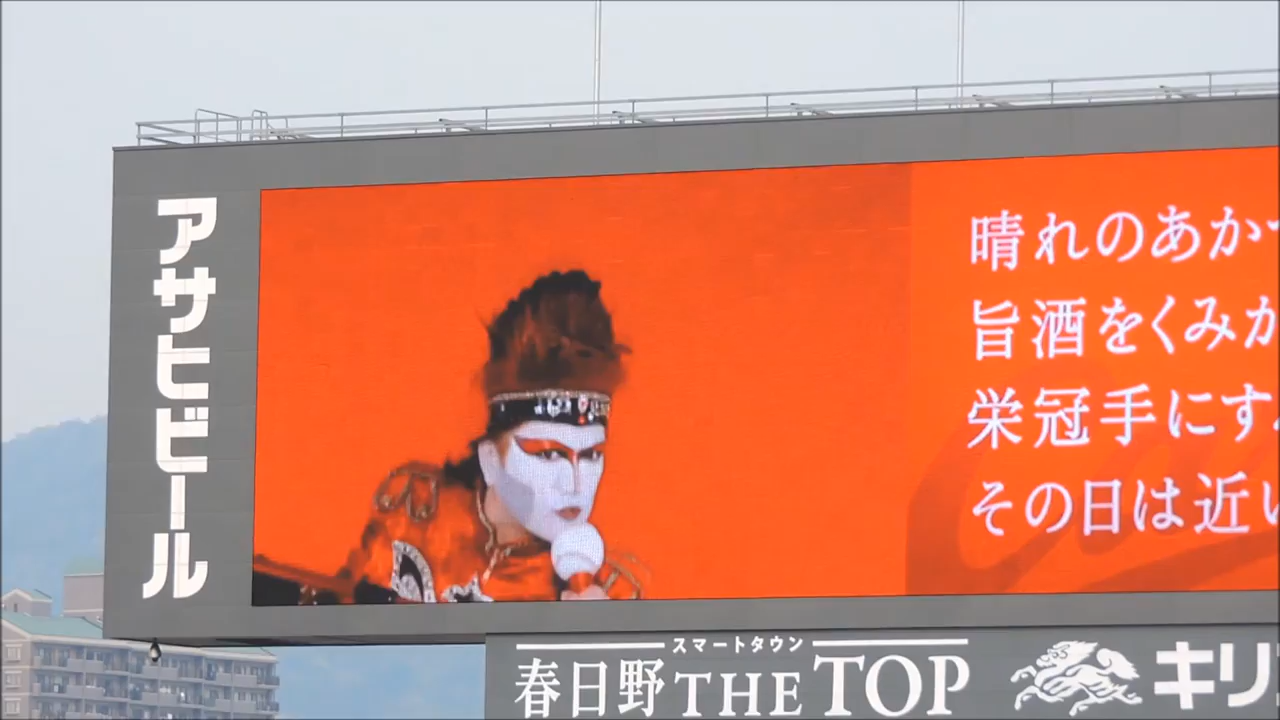 アサヒビール
晴れのあか
旨酒をくみか
栄冠手にす
その日は近い
スマートタウン
春日野 THE TOP
キリ